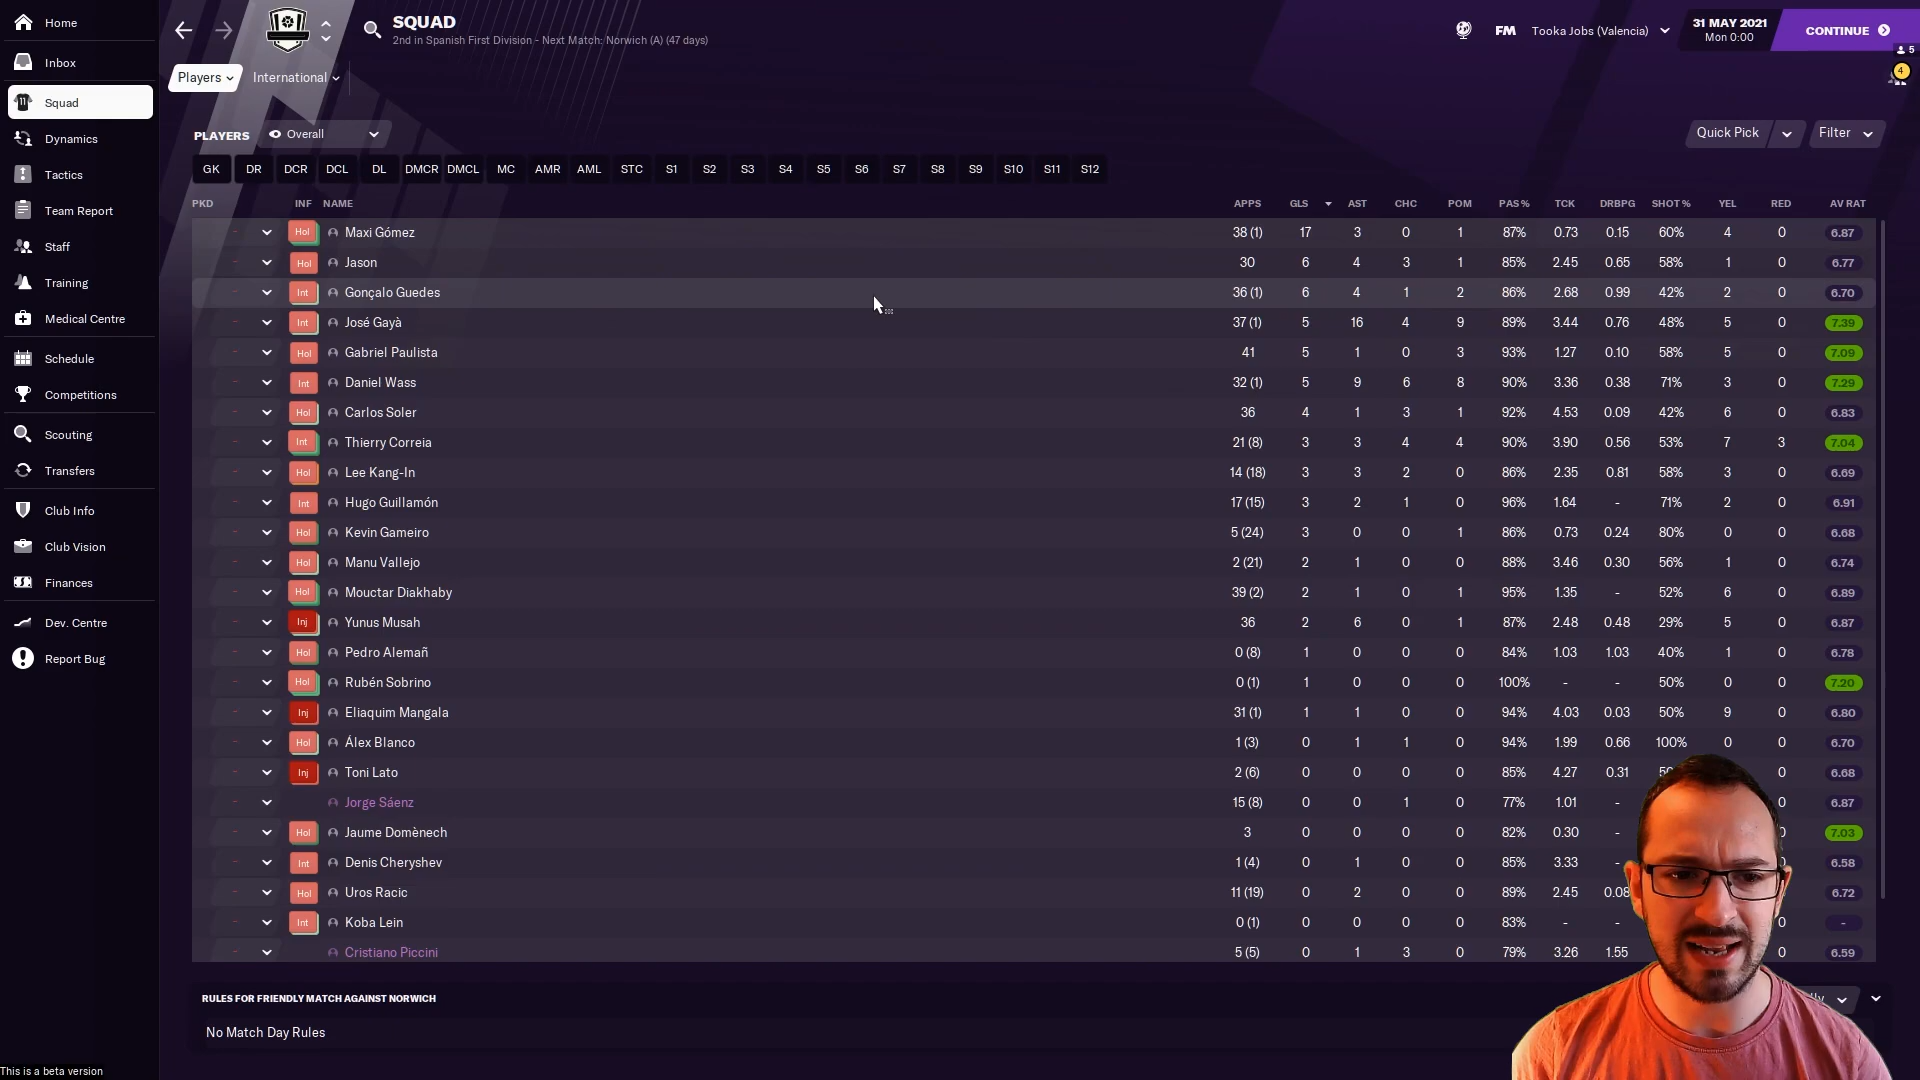 Home
Inbox
Squad
Dynamics
Tactics
Team Report
Staff
Training
Medical Centre
Schedule
Competitions
Scouting
Transfers
Club Info
Club Vision
Finances
Dev. Centre
Report Bug
This is a beta version
SQUAD
2nd in Spanish First Division - Next Match: Norwich (A) (47 days)
FM Tooka Jobs (Valencia)
31 MAY 2021
Mon 0:00
CONTINUE
5
4
Players International
PLAYERS Overall
Quick Pick Filter
GK DR DCR DCL DL DMCR DMCL MC AMR AML STC S1 S2 S3 S4 S5 S6 S7 S8 S9 S10 S11 S12
PKD INF NAME APPS GLS AST CHC POM PAS % TCK DRBPG SHOT % YEL RED AV RAT
- Hol Maxi Gómez 38 (1) 17 3 0 1 87% 0.73 0.15 60% 4 0 6.87
- Hol Jason 30 6 4 3 1 85% 2.45 0.65 58% 1 0 6.77
- Int Gonçalo Guedes 36 (1) 6 4 1 2 86% 2.68 0.99 42% 2 0 6.70
- Int José Gayà 37 (1) 5 16 4 9 89% 3.44 0.76 48% 5 0 7.39
- Hol Gabriel Paulista 41 5 1 0 3 93% 1.27 0.10 58% 5 0 7.09
- Int Daniel Wass 32 (1) 5 9 6 8 90% 3.36 0.38 71% 3 0 7.29
- Hol Carlos Soler 36 4 1 3 1 92% 4.53 0.09 42% 6 0 6.83
- Int Thierry Correia 21 (8) 3 3 4 4 90% 3.90 0.56 53% 7 3 7.04
- Hol Lee Kang-In 14 (18) 3 3 2 0 86% 2.35 0.81 58% 3 0 6.69
- Int Hugo Guillamón 17 (15) 3 2 1 0 96% 1.64 - 71% 2 0 6.91
- Hol Kevin Gameiro 5 (24) 3 0 0 1 86% 0.73 0.24 80% 0 0 6.68
- Hol Manu Vallejo 2 (21) 2 1 0 0 88% 3.46 0.30 56% 1 0 6.74
- Hol Mouctar Diakhaby 39 (2) 2 1 0 1 95% 1.35 - 52% 6 0 6.89
- Inj Yunus Musah 36 2 6 0 1 87% 2.48 0.48 29% 5 0 6.87
- Hol Pedro Alemañ 0 (8) 1 0 0 0 84% 1.03 1.03 40% 1 0 6.78
- Hol Rubén Sobrino 0 (1) 1 0 0 0 100% - - 50% 0 0 7.20
- Inj Eliaquim Mangala 31 (1) 1 1 0 0 94% 4.03 0.03 50% 9 0 6.80
- Hol Álex Blanco 1 (3) 0 1 1 0 94% 1.99 0.66 100% 0 0 6.70
- Inj Toni Lato 2 (6) 0 0 0 0 85% 4.27 0.31 0 6.68
- Jorge Sáenz 15 (8) 0 0 1 0 77% 1.01 - 0 6.87
- Hol Jaume Domènech 3 0 0 0 0 82% 0.30 - 7.03
- Int Denis Cheryshev 1 (4) 0 1 0 0 85% 3.33 - 0 6.58
- Hol Uros Racic 11 (19) 0 2 0 0 89% 2.45 0.08 0 6.72
- Int Koba Lein 0 (1) 0 0 0 0 83% - - 0 -
- Cristiano Piccini 5 (5) 0 1 3 0 79% 3.26 1.55 0 6.59
RULES FOR FRIENDLY MATCH AGAINST NORWICH
No Match Day Rules